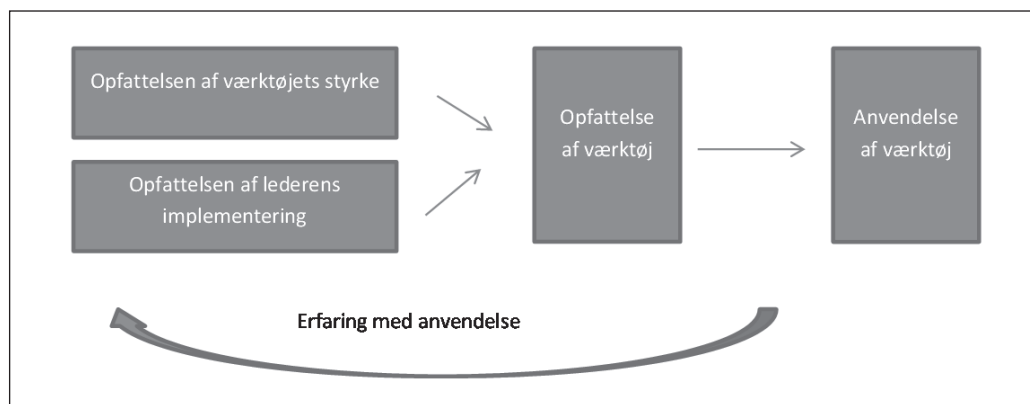 Opfattelsen af værktøjets styrke
Opfattelsen af lederens
implementering
Opfattelse
af værktøj
Anvendelse
af værktøj
Erfaring med anvendelse